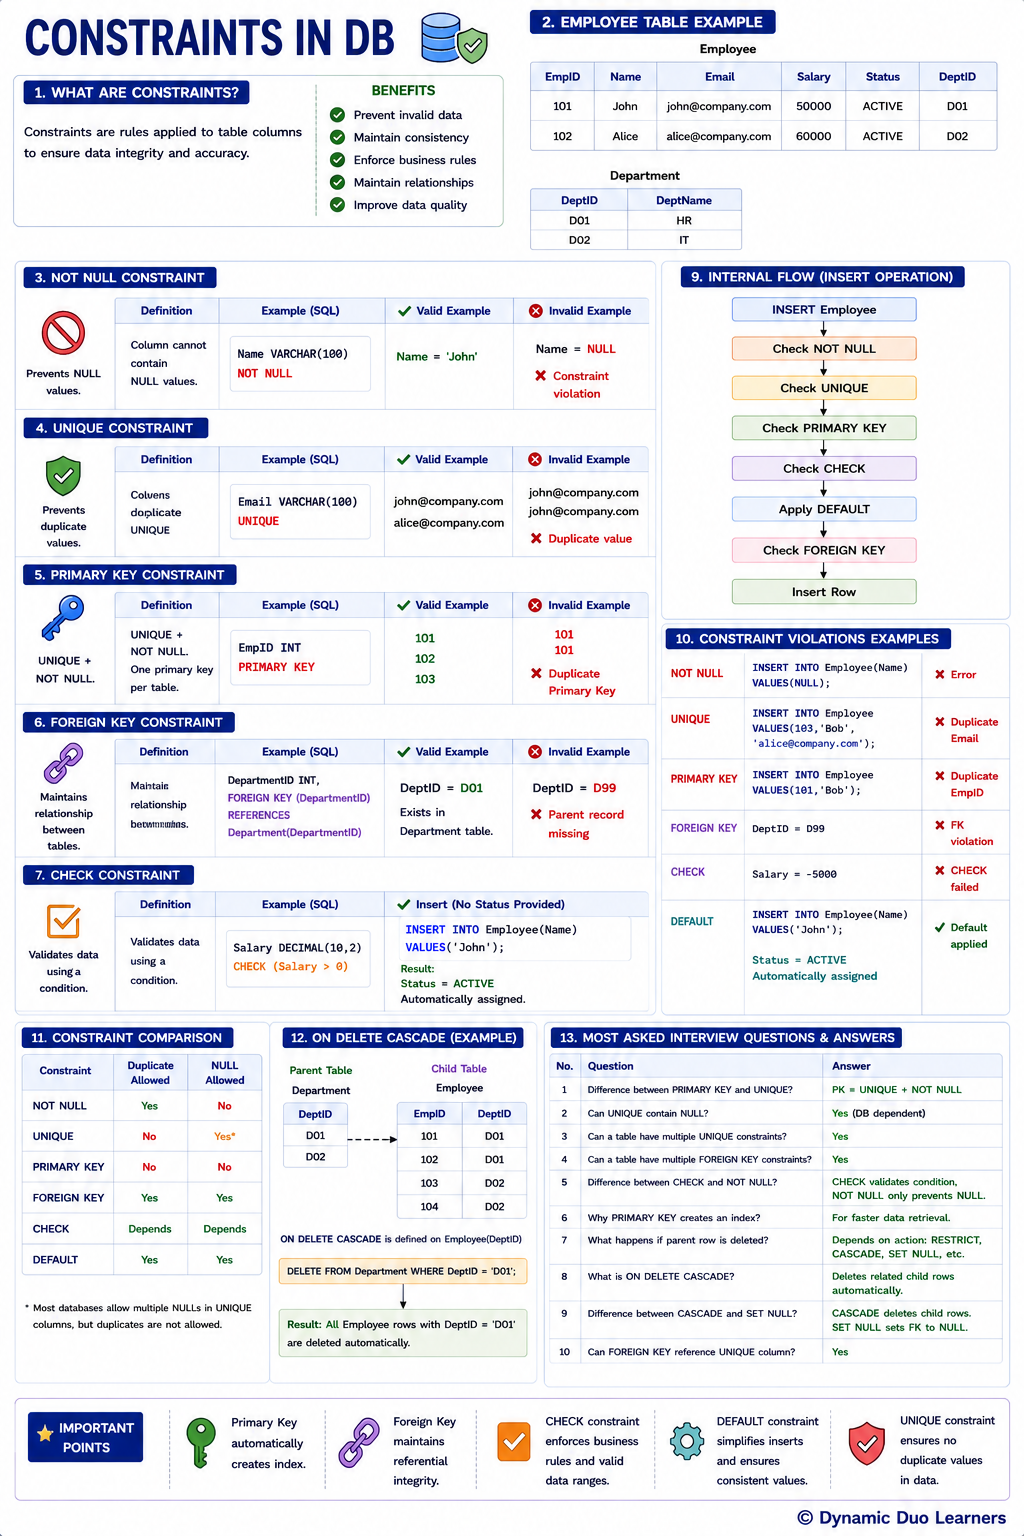 CONSTRAINTS IN DB
1. WHAT ARE CONSTRAINTS?
Constraints are rules applied to table columns
to ensure data integrity and accuracy.
BENEFITS
Prevent invalid data
Maintain consistency
Enforce business rules
Maintain relationships
Improve data quality
2. EMPLOYEE TABLE EXAMPLE
Employee
EmpID Name Email Salary Status DeptID
101 John john@company.com 50000 ACTIVE D01
102 Alice alice@company.com 60000 ACTIVE D02
Department
DeptID DeptName
D01 HR
D02 IT
3. NOT NULL CONSTRAINT
Prevents NULL
values.
Definition
Column cannot
contain
NULL values.
Example (SQL)
Name VARCHAR(100)
NOT NULL
Valid Example
Name = 'John'
Invalid Example
Name = NULL
Constraint
violation
4. UNIQUE CONSTRAINT
Prevents
duplicate
values.
Definition
UNIQUE
Example (SQL)
Email VARCHAR(100)
UNIQUE
Valid Example
john@company.com
alice@company.com
Invalid Example
john@company.com
john@company.com
Duplicate value
5. PRIMARY KEY CONSTRAINT
UNIQUE +
NOT NULL.
Definition
UNIQUE +
NOT NULL.
One primary key
per table.
Example (SQL)
EmpID INT
PRIMARY KEY
Valid Example
101
102
103
Invalid Example
101
101
Duplicate
Primary Key
6. FOREIGN KEY CONSTRAINT
Maintains
relationship
between
tables.
Definition
relationship
Example (SQL)
DepartmentID INT,
FOREIGN KEY (DepartmentID)
REFERENCES
Department(DepartmentID)
Valid Example
DeptID = D01
Exists in
Department table.
Invalid Example
DeptID = D99
Parent record
missing
7. CHECK CONSTRAINT
Validates data
using a
condition.
Definition
Validates data
using a
condition.
Example (SQL)
Salary DECIMAL(10,2)
CHECK (Salary > 0)
Insert (No Status Provided)
INSERT INTO Employee(Name)
VALUES('John');
Result:
Status = ACTIVE
Automatically assigned.
9. INTERNAL FLOW (INSERT OPERATION)
INSERT Employee
Check NOT NULL
Check UNIQUE
Check PRIMARY KEY
Check CHECK
Apply DEFAULT
Check FOREIGN KEY
Insert Row
10. CONSTRAINT VIOLATIONS EXAMPLES
NOT NULL
INSERT INTO Employee(Name)
VALUES(NULL);
Error
UNIQUE
INSERT INTO Employee
VALUES(103,'Bob',
'alice@company.com');
Duplicate
Email
PRIMARY KEY
INSERT INTO Employee
VALUES(101,'Bob');
Duplicate
EmpID
FOREIGN KEY
DeptID = D99
FK
violation
CHECK
Salary = -5000
CHECK
failed
DEFAULT
INSERT INTO Employee(Name)
VALUES('John');
Status = ACTIVE
Automatically assigned
Default
applied
11. CONSTRAINT COMPARISON
Constraint Duplicate Allowed NULL Allowed
NOT NULL Yes No
UNIQUE No Yes*
PRIMARY KEY No No
FOREIGN KEY Yes Yes
CHECK Depends Depends
DEFAULT Yes Yes
* Most databases allow multiple NULLs in UNIQUE
columns, but duplicates are not allowed.
12. ON DELETE CASCADE (EXAMPLE)
Parent Table
Department
DeptID
D01
D02
Child Table
Employee
EmpID DeptID
101 D01
102 D01
103 D02
104 D02
ON DELETE CASCADE is defined on Employee(DeptID)
DELETE FROM Department WHERE DeptID = 'D01';
Result: All Employee rows with DeptID = 'D01'
are deleted automatically.
13. MOST ASKED INTERVIEW QUESTIONS & ANSWERS
No. Question Answer
1 Difference between PRIMARY KEY and UNIQUE? PK = UNIQUE + NOT NULL
2 Can UNIQUE contain NULL? Yes (DB dependent)
3 Can a table have multiple UNIQUE constraints? Yes
4 Can a table have multiple FOREIGN KEY constraints? Yes
5 Difference between CHECK and NOT NULL? CHECK validates condition,
NOT NULL only prevents NULL.
6 Why PRIMARY KEY creates an index? For faster data retrieval.
7 What happens if parent row is deleted? Depends on action: RESTRICT,
CASCADE, SET NULL, etc.
8 What is ON DELETE CASCADE? Deletes related child rows
automatically.
9 Difference between CASCADE and SET NULL? CASCADE deletes child rows.
SET NULL sets FK to NULL.
10 Can FOREIGN KEY reference UNIQUE column? Yes
IMPORTANT
POINTS
Primary Key
automatically
creates index.
Foreign Key
maintains
referential
integrity.
CHECK constraint
enforces business
rules and valid
data ranges.
DEFAULT constraint
simplifies inserts
and ensures
consistent values.
UNIQUE constraint
ensures no
duplicate values
in data.
© Dynamic Duo Learners